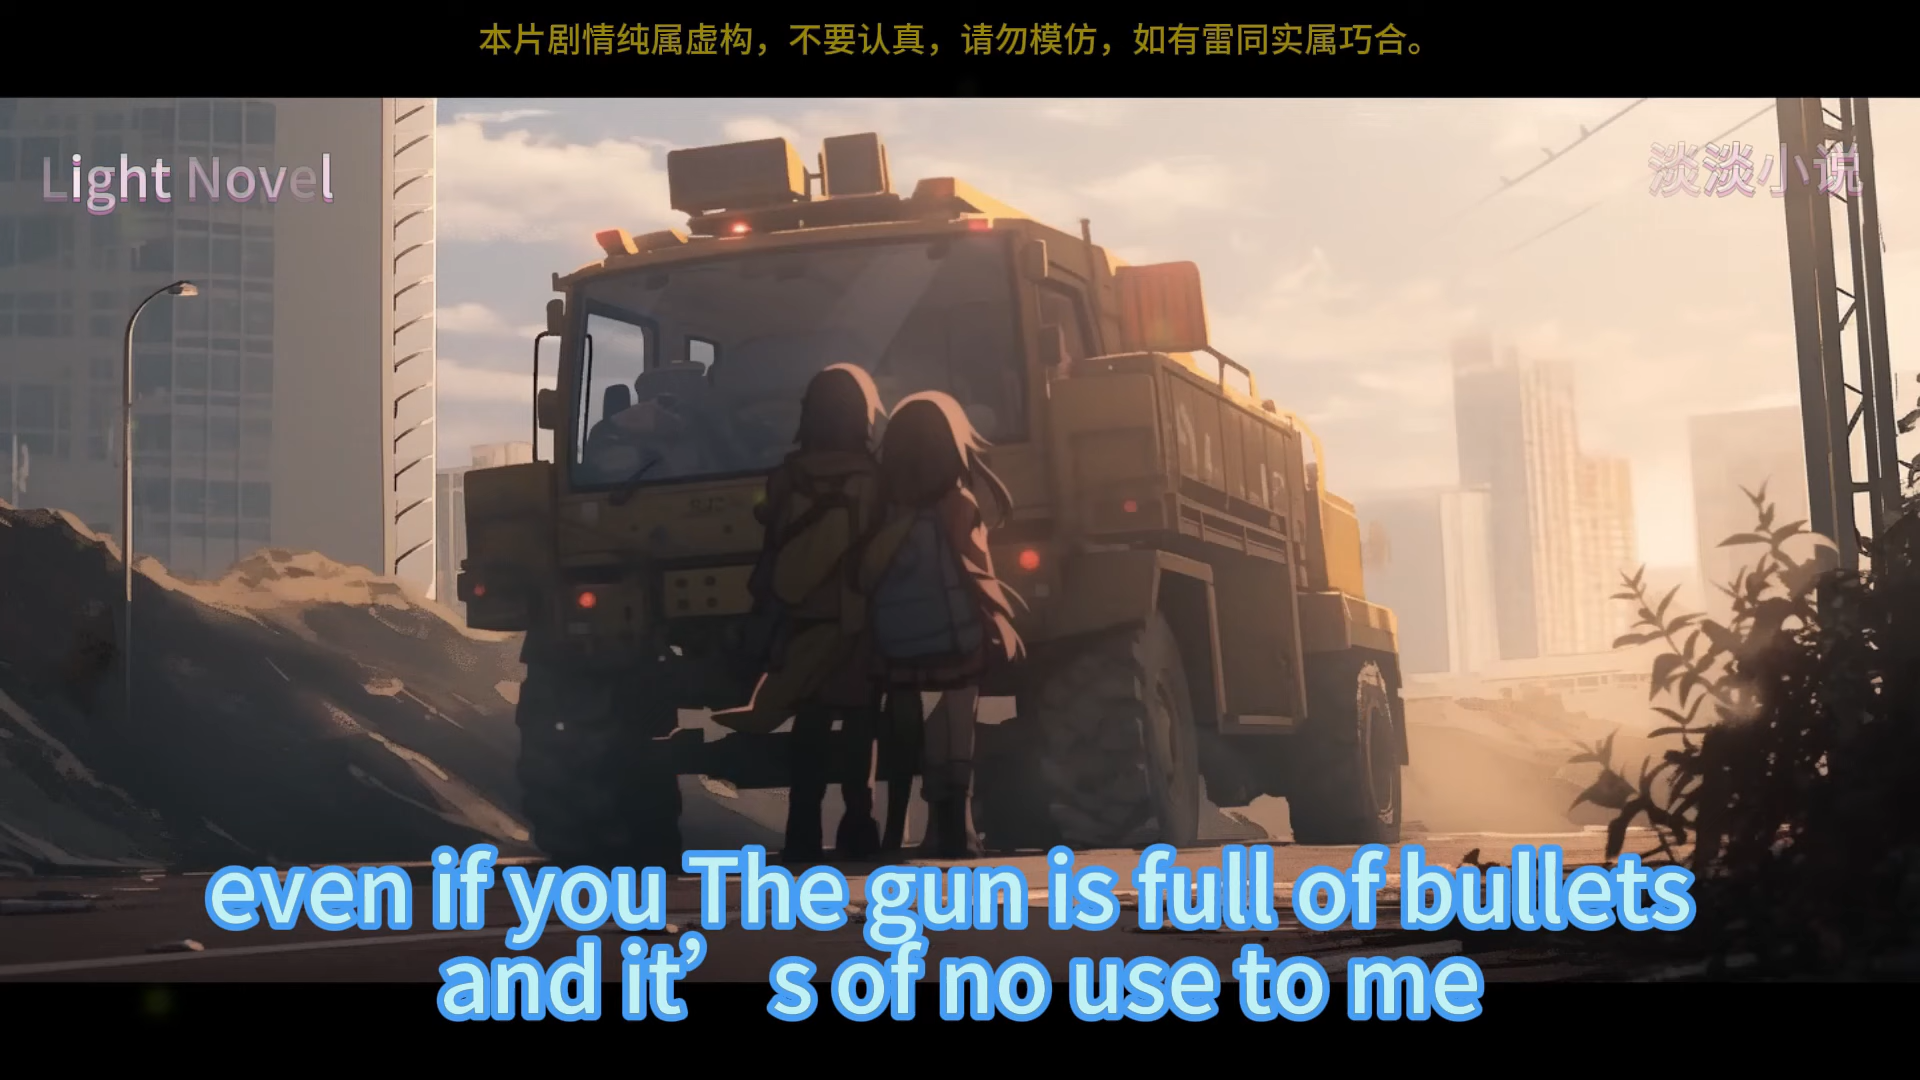 本片剧情纯属虚构，不要认真，请勿模仿，如有雷同实属巧合。
Light Novel
淡淡小说
even if you The gun is full of bullets
and it’s of no use to me